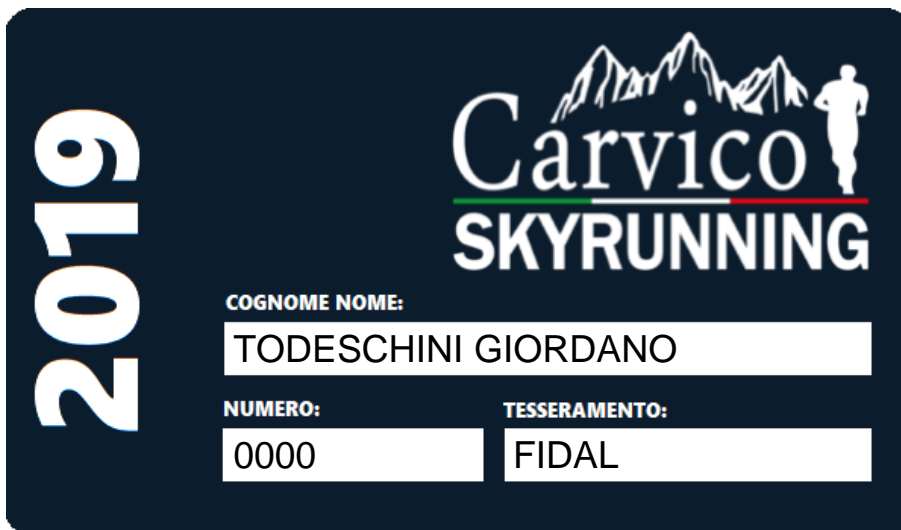 2019
Carvico
SKYRUNNING
COGNOME NOME:
TODESCHINI GIORDANO
NUMERO: TESSERAMENTO:
0000 FIDAL